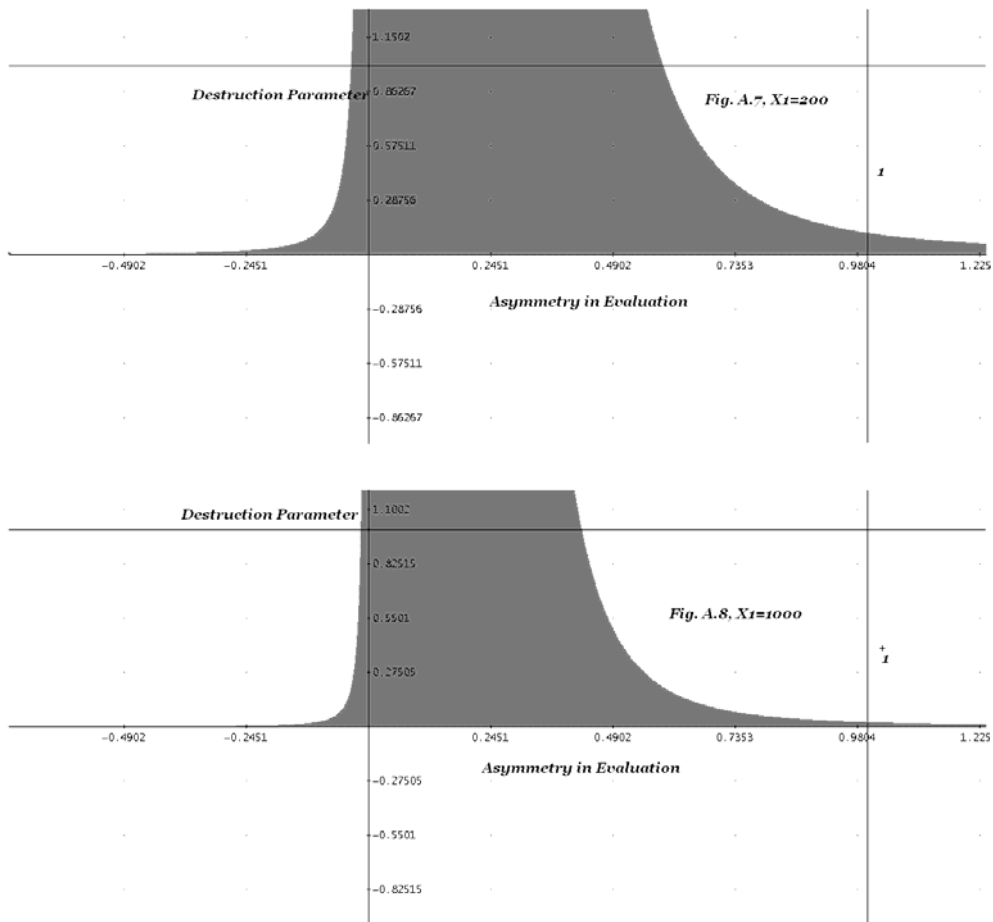 1.1502
Destruction Parameter
0.86267
Fig. A.7, X1=200
0.57511
1
0.28756
-0.4902 -0.2451 0.2451 0.4902 0.7353 0.9804 1.225
Asymmetry in Evaluation
-0.28756
-0.57511
-0.86267
1.1002
Destruction Parameter
0.82515
0.5501
Fig. A.8, X1=1000
1
0.27505
-0.4902 -0.2451 0.2451 0.4902 0.7353 0.9804 1.225
Asymmetry in Evaluation
-0.27505
-0.5501
-0.82515